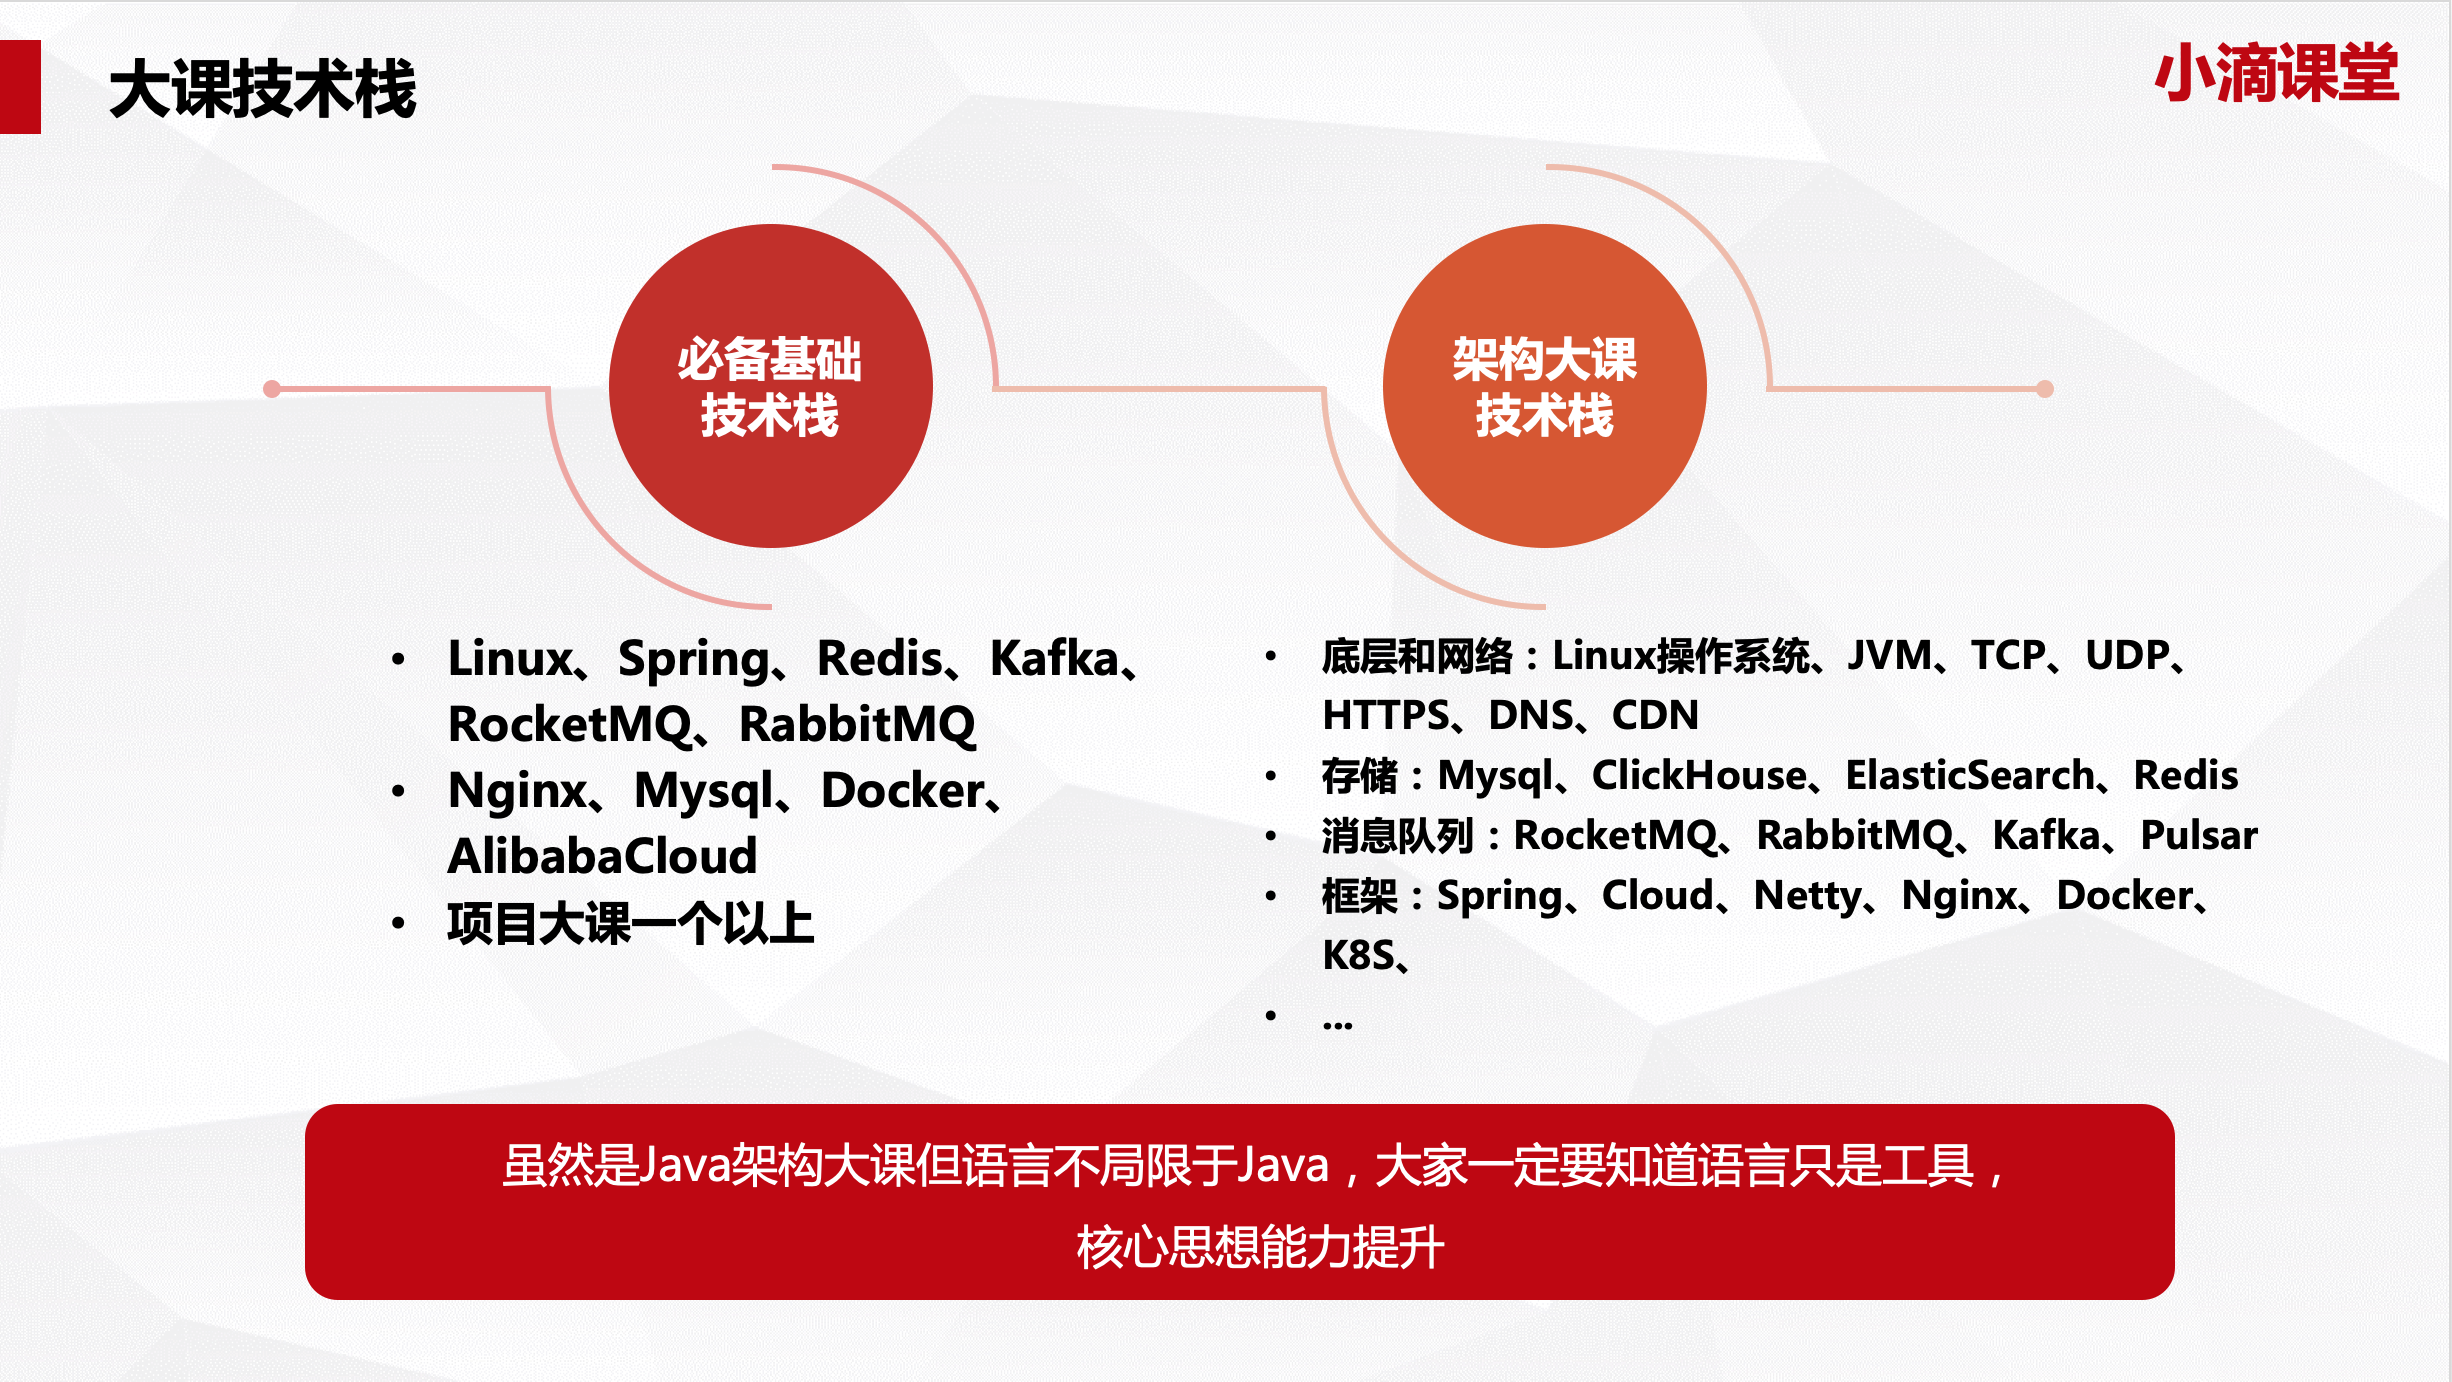 大课技术栈
小滴课堂
必备基础
技术栈
架构大课
技术栈
• Linux、Spring、Redis、Kafka、
RocketMQ、RabbitMQ
• Nginx、Mysql、Docker、
AlibabaCloud
• 项目大课一个以上
• 底层和网络：Linux操作系统、JVM、TCP、UDP、
HTTPS、DNS、CDN
• 存储：Mysql、ClickHouse、ElasticSearch、Redis
• 消息队列：RocketMQ、RabbitMQ、Kafka、Pulsar
• 框架：Spring、Cloud、Netty、Nginx、Docker、
K8S、
• ...
虽然是Java架构大课但语言不局限于Java，大家一定要知道语言只是工具，
核心思想能力提升